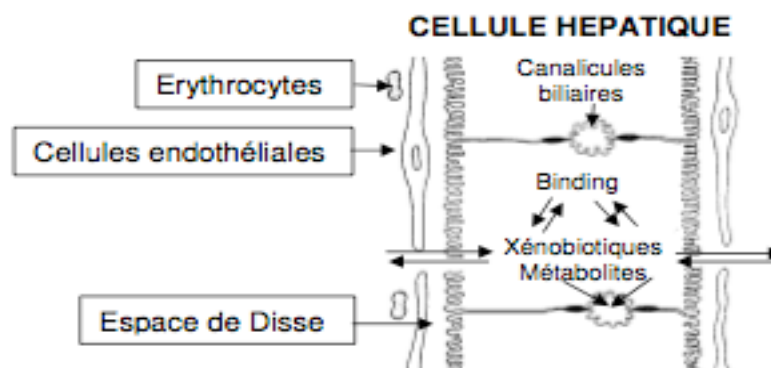 CELLULE HEPATIQUE
Erythrocytes
Canalicules
biliaires
Cellules endothéliales
Binding
Xénobiotiques
Métabolites
Espace de Disse